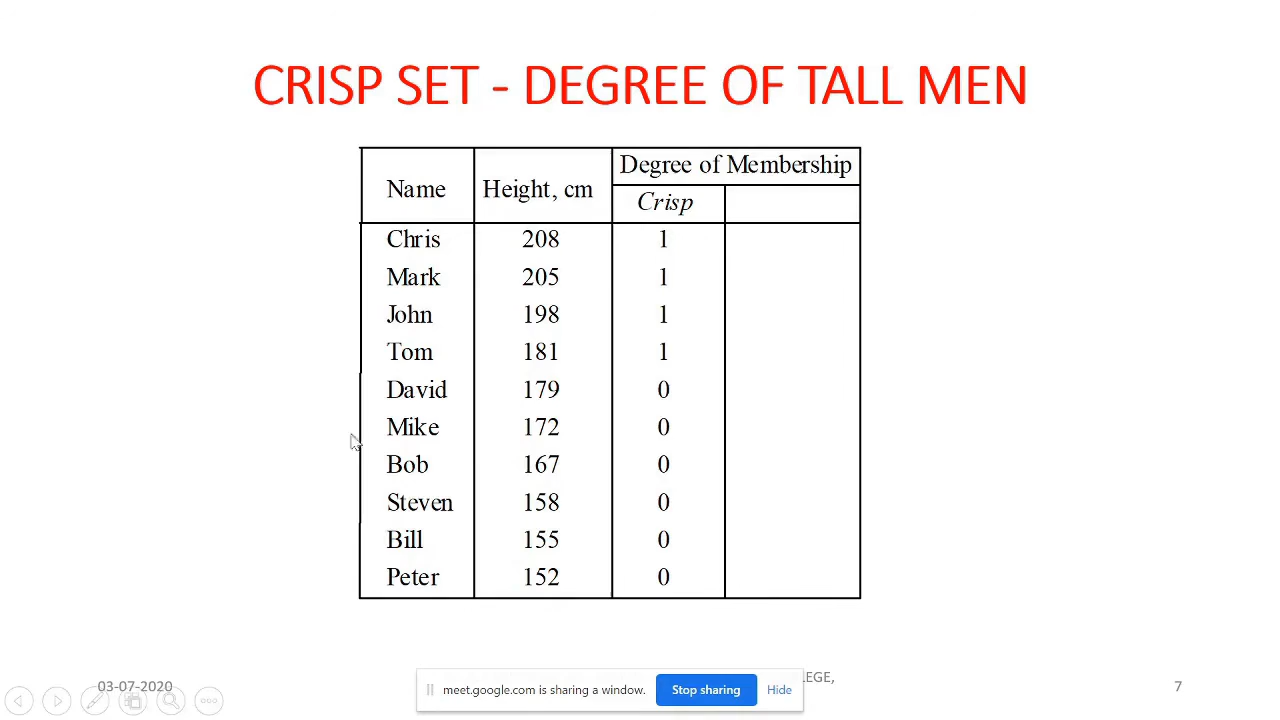 CRISP SET - DEGREE OF TALL MEN
Name Height, cm Degree of Membership
Crisp
Chris 208 1
Mark 205 1
John 198 1
Tom 181 1
David 179 0
Mike 172 0
Bob 167 0
Steven 158 0
Bill 155 0
Peter 152 0
03-07-2020
LEGE,
7
meet.google.com is sharing a window. Stop sharing Hide